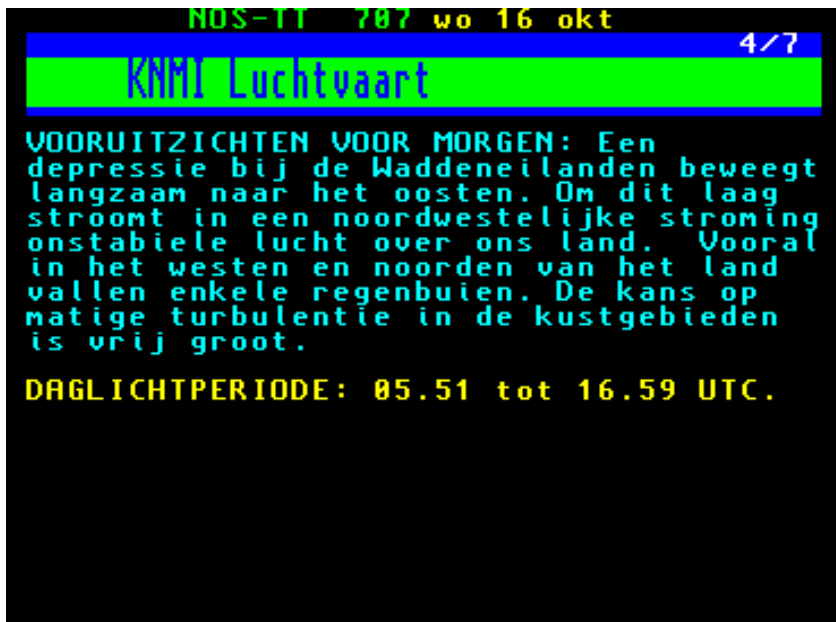 NOS-TT 707 wo 16 okt
4/7
KNMI Luchtvaart
VOORUITZICHTEN VOOR MORGEN: Een
depressie bij de Waddeneilanden beweegt
langzaam naar het oosten. Om dit laag
stroomt in een noordwestelijke stroming
onstabiele lucht over ons land. Vooral
in het westen en noorden van het land
vallen enkele regenbuien. De kans op
matige turbulentie in de kustgebieden
is vrij groot.
DAGLICHTPERIODE: 05.51 tot 16.59 UTC.